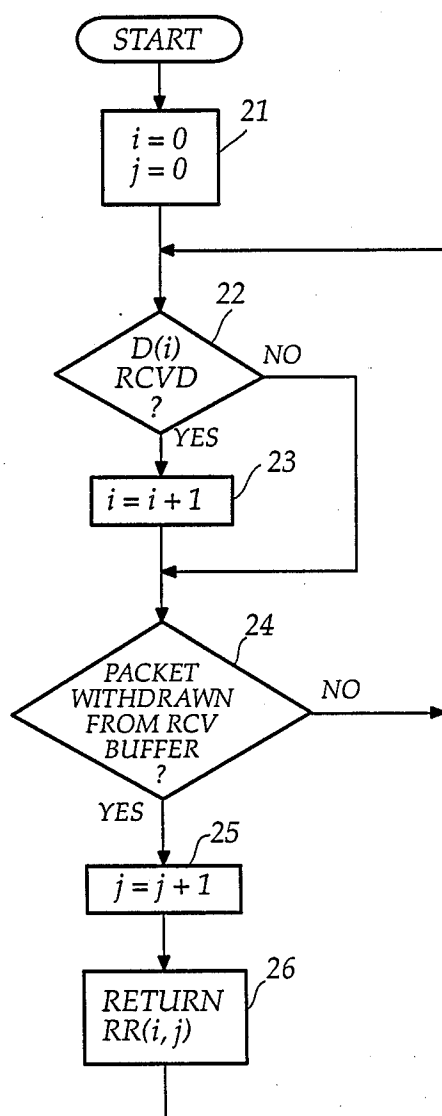 START
21
i = 0
j = 0
22
D(i)
RCVD
?
NO
YES
23
i = i + 1
24
PACKET
WITHDRAWN
FROM RCV
BUFFER
?
NO
YES
25
j = j + 1
26
RETURN
RR(i, j)